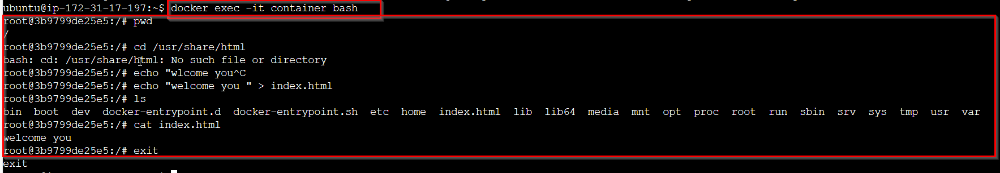 ubuntu@ip-172-31-17-197:~$ docker exec -it container bash
root@3b9799de25e5:/# pwd
/
root@3b9799de25e5:/# cd /usr/share/html
bash: cd: /usr/share/html: No such file or directory
root@3b9799de25e5:/# echo "wlcome you^C
root@3b9799de25e5:/# echo "welcome you " > index.html
root@3b9799de25e5:/# ls
bin  boot  dev  docker-entrypoint.d  docker-entrypoint.sh  etc  home  index.html  lib  lib64  media  mnt  opt  proc  root  run  sbin  srv  sys  tmp  usr  var
root@3b9799de25e5:/# cat index.html
welcome you
root@3b9799de25e5:/# exit
exit